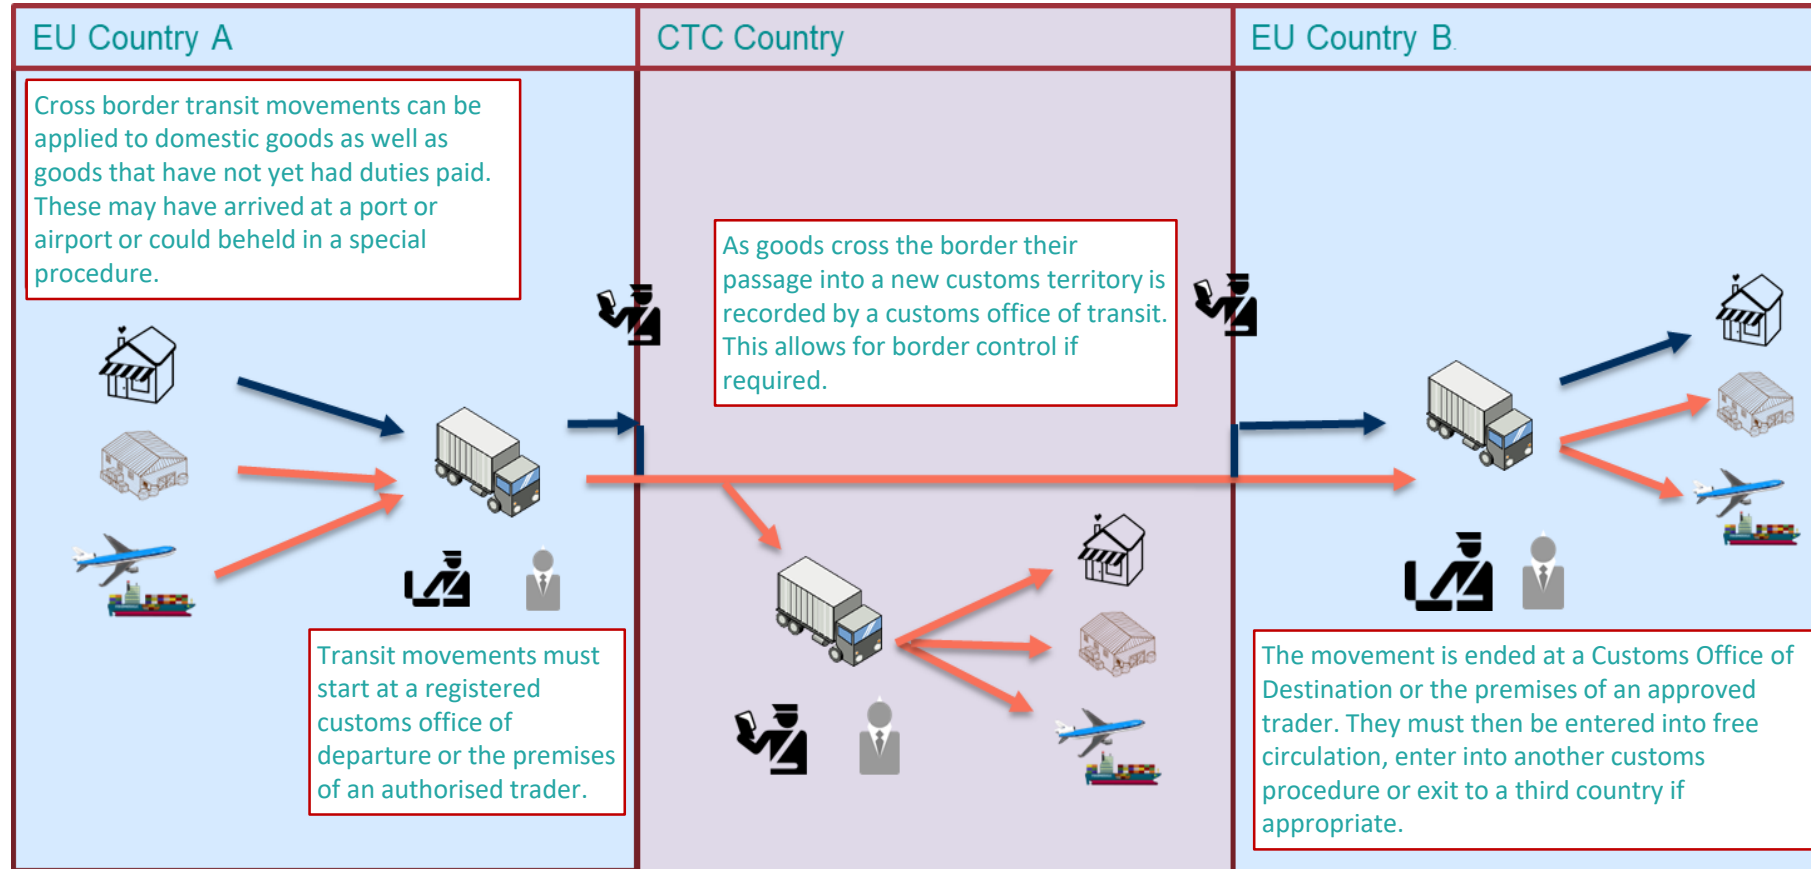 EU Country A
CTC Country
EU Country B.
Cross border transit movements can be
applied to domestic goods as well as
goods that have not yet had duties paid.
These may have arrived at a port or
airport or could beheld in a special
procedure.
As goods cross the border their
passage into a new customs territory is
recorded by a customs office of transit.
This allows for border control if
required.
Transit movements must
start at a registered
customs office of
departure or the premises
of an authorised trader.
The movement is ended at a Customs Office of
Destination or the premises of an approved
trader. They must then be entered into free
circulation, enter into another customs
procedure or exit to a third country if
appropriate.